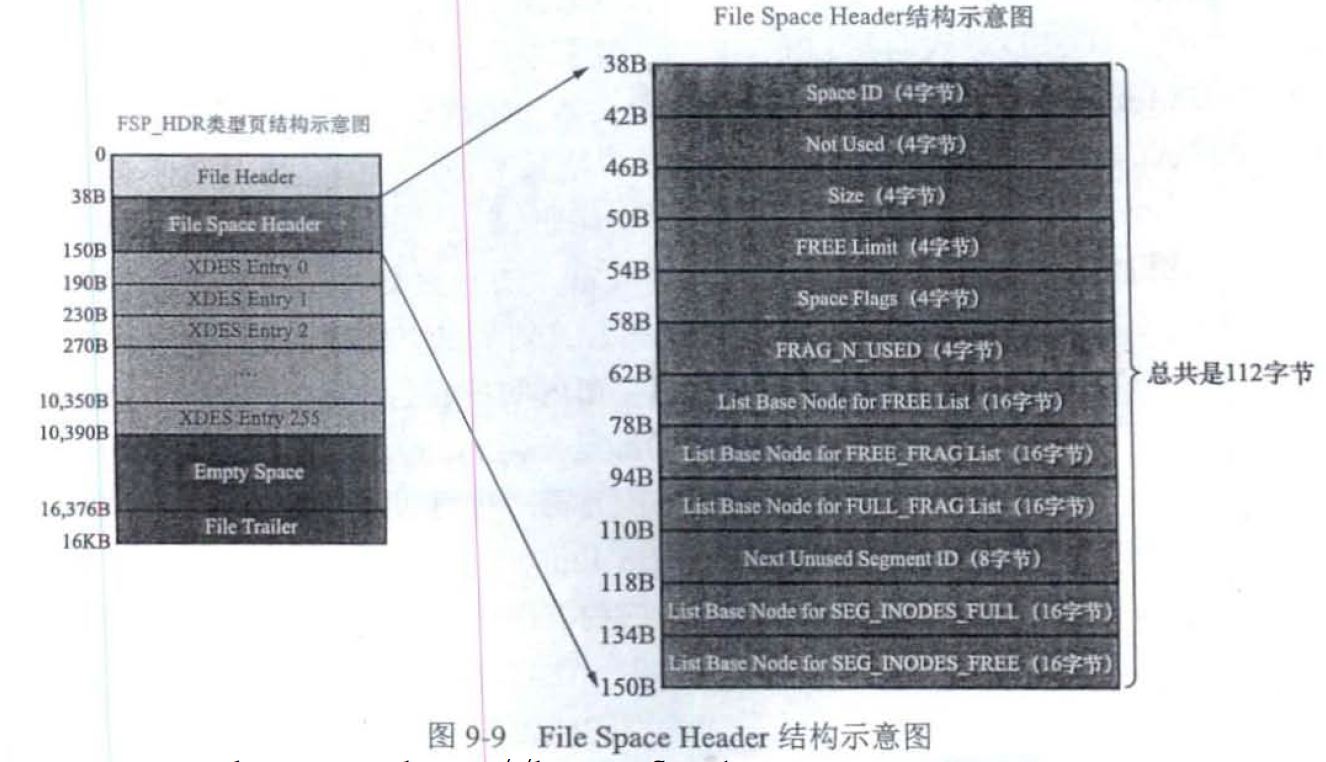 File Space Header结构示意图
FSP_HDR类型页结构示意图
0
File Header
38B
File Space Header
150B
XDES Entry 0
190B
XDES Entry 1
230B
XDES Entry 2
270B
....
10,350B
XDES Entry 255
10,390B
Empty Space
16,376B
File Trailer
16KB
38B
Space ID（4字节）
42B
Not Used（4字节）
46B
Size（4字节）
50B
FREE Limit（4字节）
54B
Space Flags（4字节）
58B
FRAG_N_USED（4字节）
62B
List Base Node for FREE List（16字节）
78B
List Base Node for FREE_FRAG List（16字节）
94B
List Base Node for FULL_FRAG List（16字节）
110B
Next Unused Segment ID（8字节）
118B
List Base Node for SEG_INODES_FULL（16字节）
134B
List Base Node for SEG_INODES_FREE（16字节）
150B
总共是112字节
图 9-9 File Space Header 结构示意图